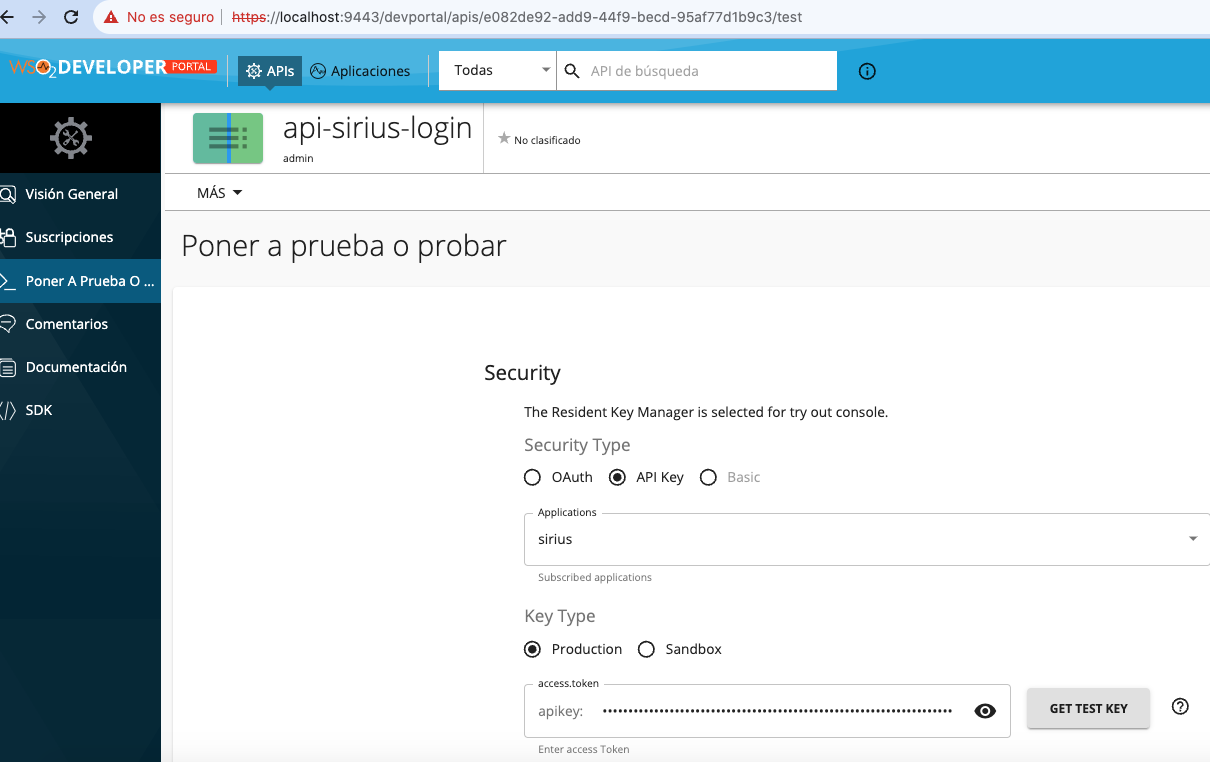 No es seguro https://localhost:9443/devportal/apis/e082de92-add9-44f9-becd-95af77d1b9c3/test
WSO2 DEVELOPER PORTAL APIs Aplicaciones Todas API de búsqueda
api-sirius-login
admin
No clasificado
MÁS
Visión General
Suscripciones
Poner A Prueba O ...
Comentarios
Documentación
SDK
Poner a prueba o probar
Security
The Resident Key Manager is selected for try out console.
Security Type
OAuth API Key Basic
Applications
sirius
Subscribed applications
Key Type
Production Sandbox
access.token
apikey: ••••••••••••••••••••••••••••••••••••••••••••••••••••••••••••••• GET TEST KEY
Enter access Token